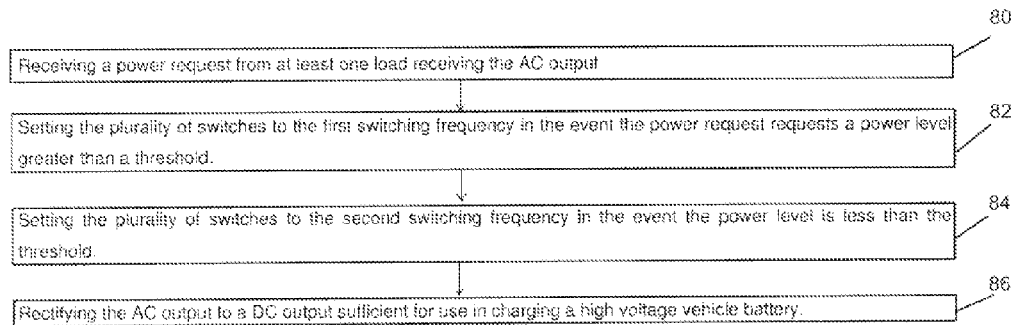 80
Receiving a power request from at least one load receiving the AC output
Setting the plurality of switches to the first switching frequency in the event the power request requests a power level
greater than a threshold.
82
Setting the plurality of switches to the second switching frequency in the event the power level is less than the
threshold.
84
Rectifying the AC output to a DC output sufficient for use in charging a high voltage vehicle battery.
86